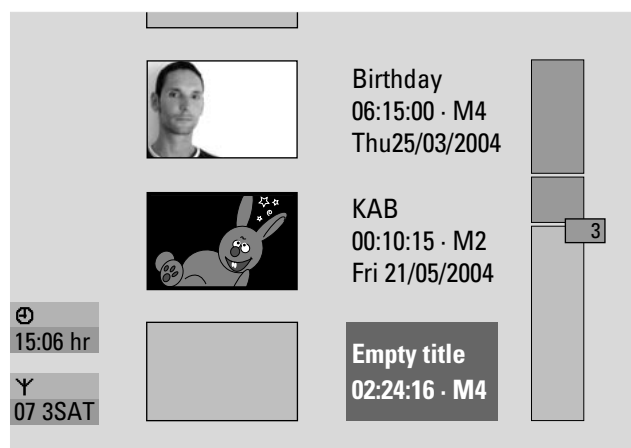 Birthday
06:15:00 · M4
Thu25/03/2004
KAB
00:10:15 · M2
Fri 21/05/2004
3
15:06 hr
Empty title
02:24:16 · M4
07 3SAT